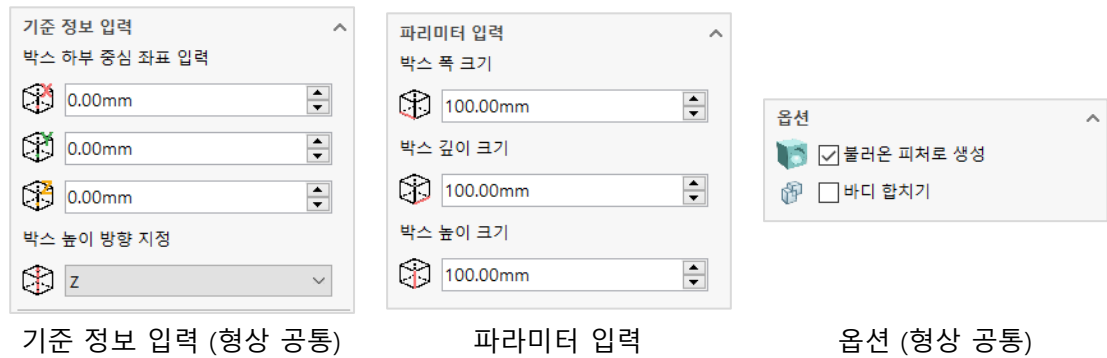 기준 정보 입력
박스 하부 중심 좌표 입력
0.00mm
0.00mm
0.00mm
박스 높이 방향 지정
Z
기준 정보 입력 (형상 공통)
파리미터 입력
박스 폭 크기
100.00mm
박스 깊이 크기
100.00mm
박스 높이 크기
100.00mm
파라미터 입력
옵션
불러온 피처로 생성
바디 합치기
옵션 (형상 공통)